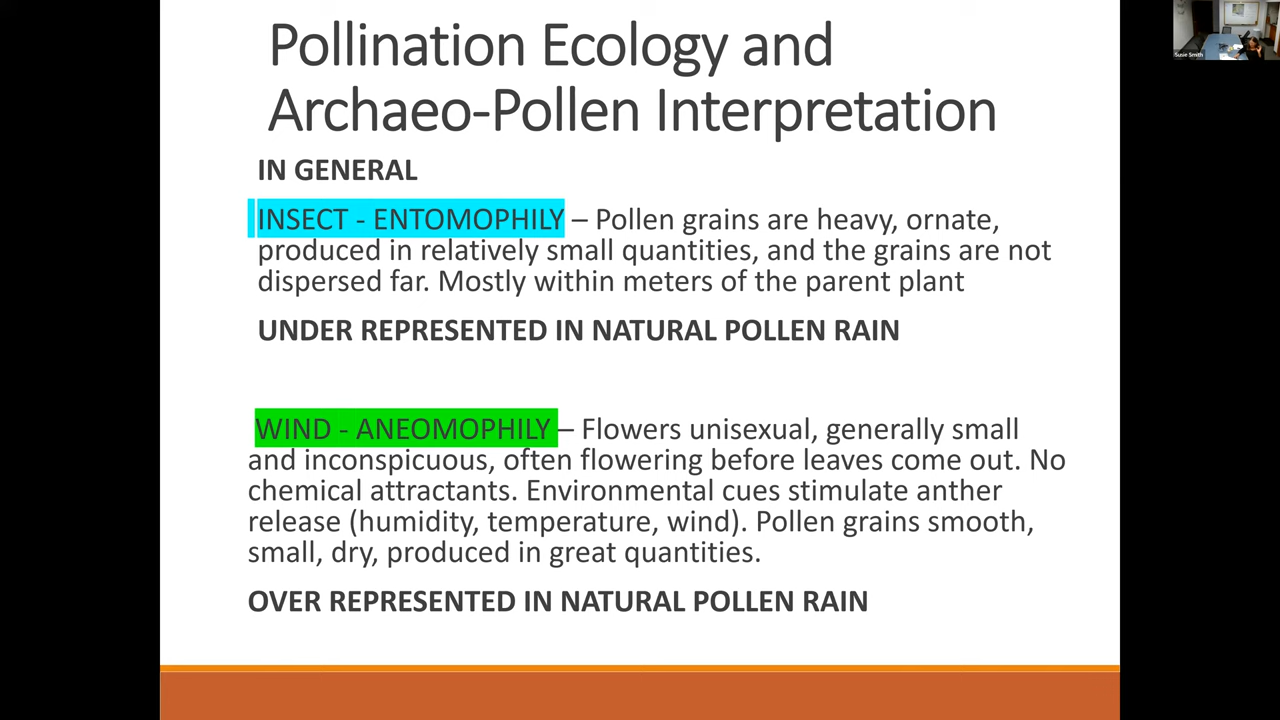 Pollination Ecology and
Archaeo-Pollen Interpretation
IN GENERAL
INSECT - ENTOMOPHILY – Pollen grains are heavy, ornate,
produced in relatively small quantities, and the grains are not
dispersed far. Mostly within meters of the parent plant
UNDER REPRESENTED IN NATURAL POLLEN RAIN
WIND - ANEOMOPHILY – Flowers unisexual, generally small
and inconspicuous, often flowering before leaves come out. No
chemical attractants. Environmental cues stimulate anther
release (humidity, temperature, wind). Pollen grains smooth,
small, dry, produced in great quantities.
OVER REPRESENTED IN NATURAL POLLEN RAIN
Susie Smith